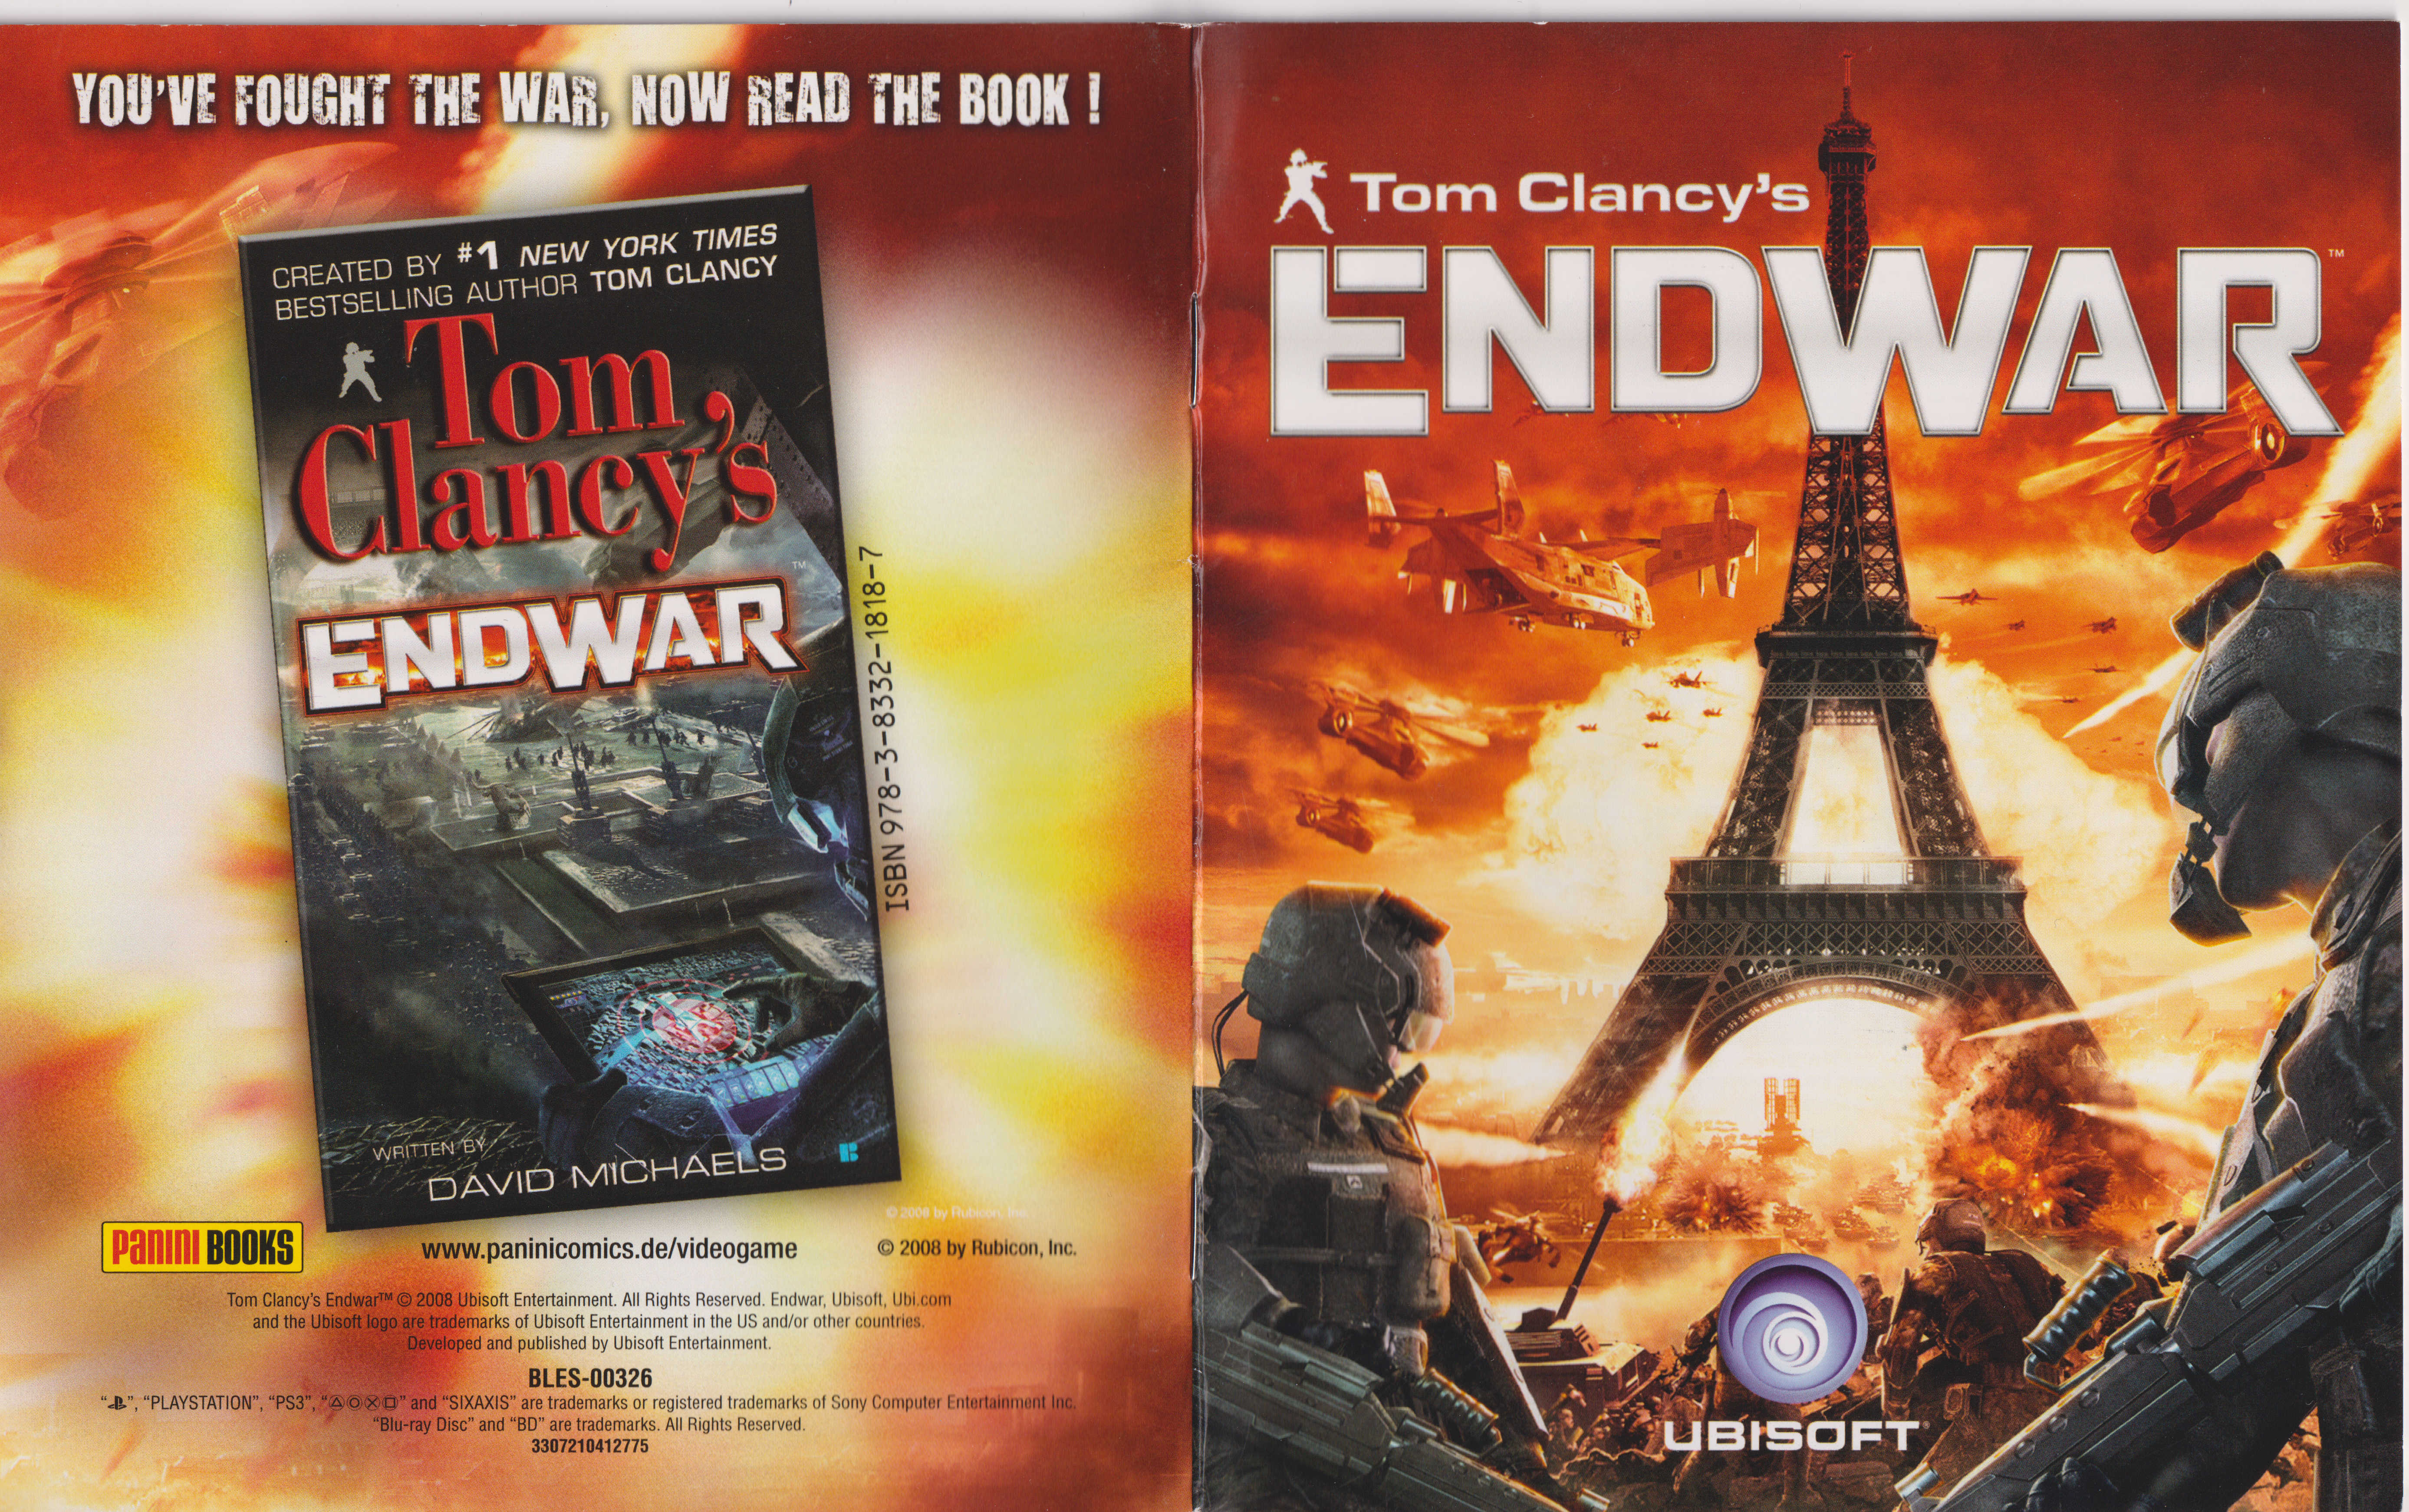 YOU'VE FOUGHT THE WAR, NOW READ THE BOOK !
CREATED BY #1 NEW YORK TIMES
BESTSELLING AUTHOR TOM CLANCY
Tom
Clancy's
ENDWAR™
WRITTEN BY
DAVID MICHAELS
ISBN 978-3-8332-1818-7
© 2008 by Rubicon, Inc.
PANINI BOOKS
www.paninicomics.de/videogame
© 2008 by Rubicon, Inc.
Tom Clancy's Endwar™ © 2008 Ubisoft Entertainment. All Rights Reserved. Endwar, Ubisoft, Ubi.com
and the Ubisoft logo are trademarks of Ubisoft Entertainment in the US and/or other countries.
Developed and published by Ubisoft Entertainment.
BLES-00326
“ ”, “PLAYSTATION”, “PS3”, “△○✕□” and “SIXAXIS” are trademarks or registered trademarks of Sony Computer Entertainment Inc.
“Blu-ray Disc” and “BD” are trademarks. All Rights Reserved.
3307210412775
Tom Clancy's
ENDWAR™
UBISOFT®